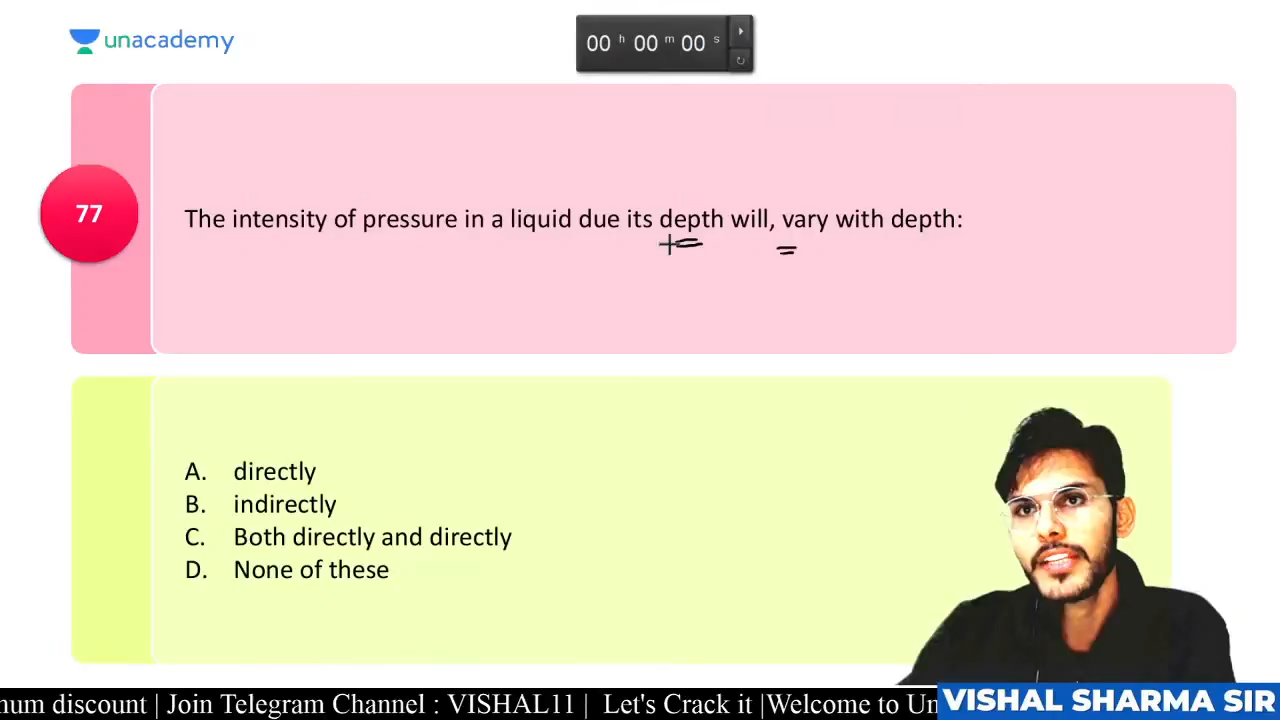 unacademy
00 h 00 m 00 s
77
The intensity of pressure in a liquid due its depth will, vary with depth:
A. directly
B. indirectly
C. Both directly and directly
D. None of these
num discount | Join Telegram Channel : VISHAL11 | Let's Crack it |Welcome to Un
VISHAL SHARMA SIR